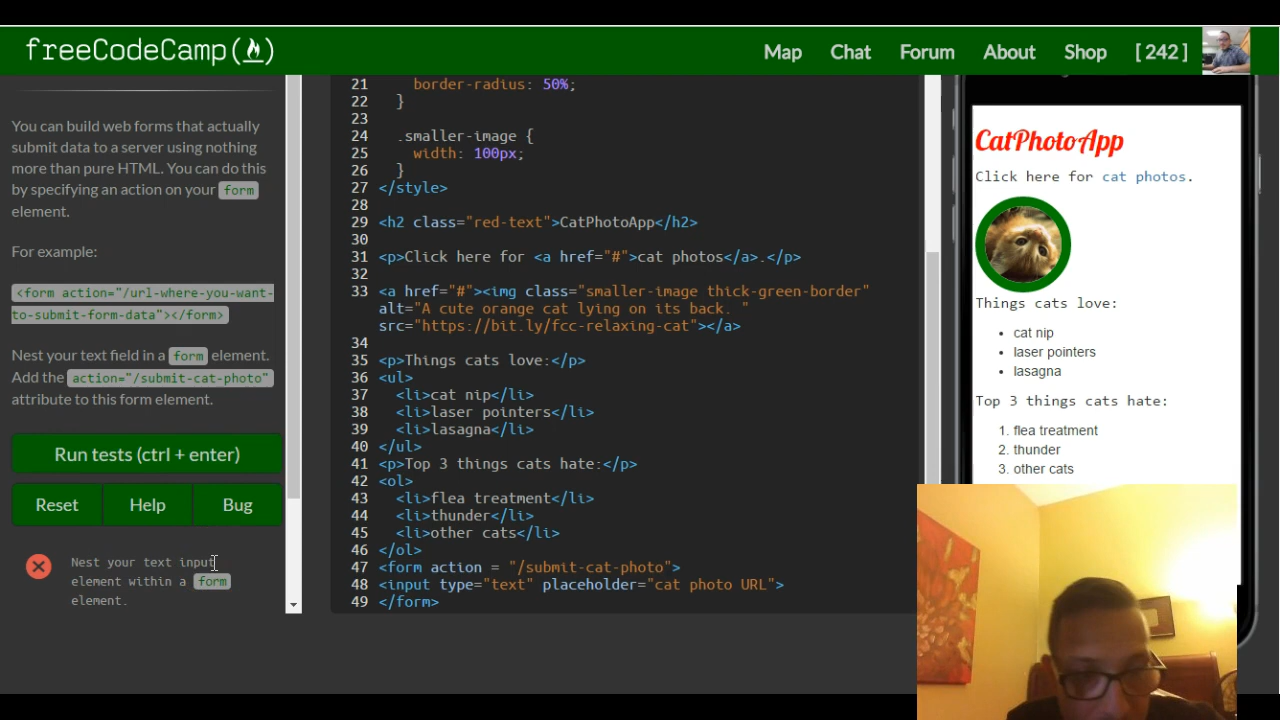 freeCodeCamp(🔥)
Map Chat Forum About Shop [ 242 ]
You can build web forms that actually
submit data to a server using nothing
more than pure HTML. You can do this
by specifying an action on your form
element.
For example:
<form action="/url-where-you-want-
to-submit-form-data"></form>
Nest your text field in a form element.
Add the action="/submit-cat-photo"
attribute to this form element.
Run tests (ctrl + enter)
Reset Help Bug
Nest your text input
element within a form
element.
21 border-radius: 50%;
22 }
23
24 .smaller-image {
25 width: 100px;
26 }
27 </style>
28
29 <h2 class="red-text">CatPhotoApp</h2>
30
31 <p>Click here for <a href="#">cat photos</a>.</p>
32
33 <a href="#"><img class="smaller-image thick-green-border"
alt="A cute orange cat lying on its back. "
src="https://bit.ly/fcc-relaxing-cat"></a>
34
35 <p>Things cats love:</p>
36 <ul>
37 <li>cat nip</li>
38 <li>laser pointers</li>
39 <li>lasagna</li>
40 </ul>
41 <p>Top 3 things cats hate:</p>
42 <ol>
43 <li>flea treatment</li>
44 <li>thunder</li>
45 <li>other cats</li>
46 </ol>
47 <form action = "/submit-cat-photo">
48 <input type="text" placeholder="cat photo URL">
49 </form>
CatPhotoApp
Click here for cat photos.
Things cats love:
• cat nip
• laser pointers
• lasagna
Top 3 things cats hate:
1. flea treatment
2. thunder
3. other cats